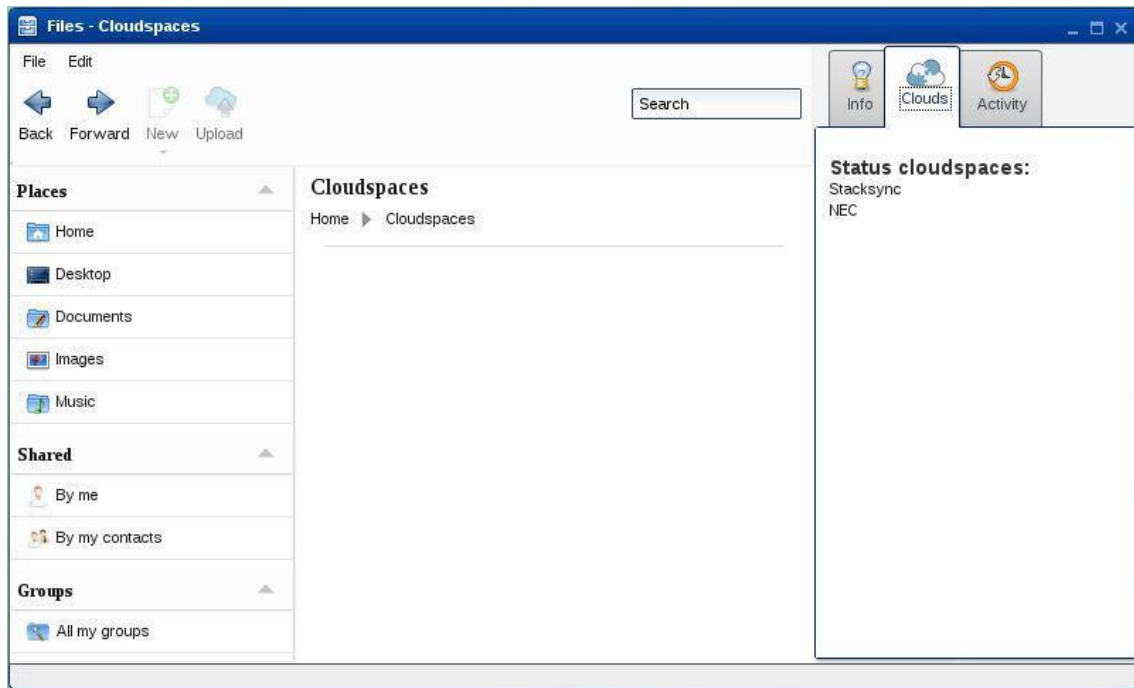 Files - Cloudspaces
File Edit
Back Forward New Upload
Search
Info Clouds Activity
Places
Home
Desktop
Documents
Images
Music
Shared
By me
By my contacts
Groups
All my groups
Cloudspaces
Home Cloudspaces
Status cloudspaces:
Stacksync
NEC